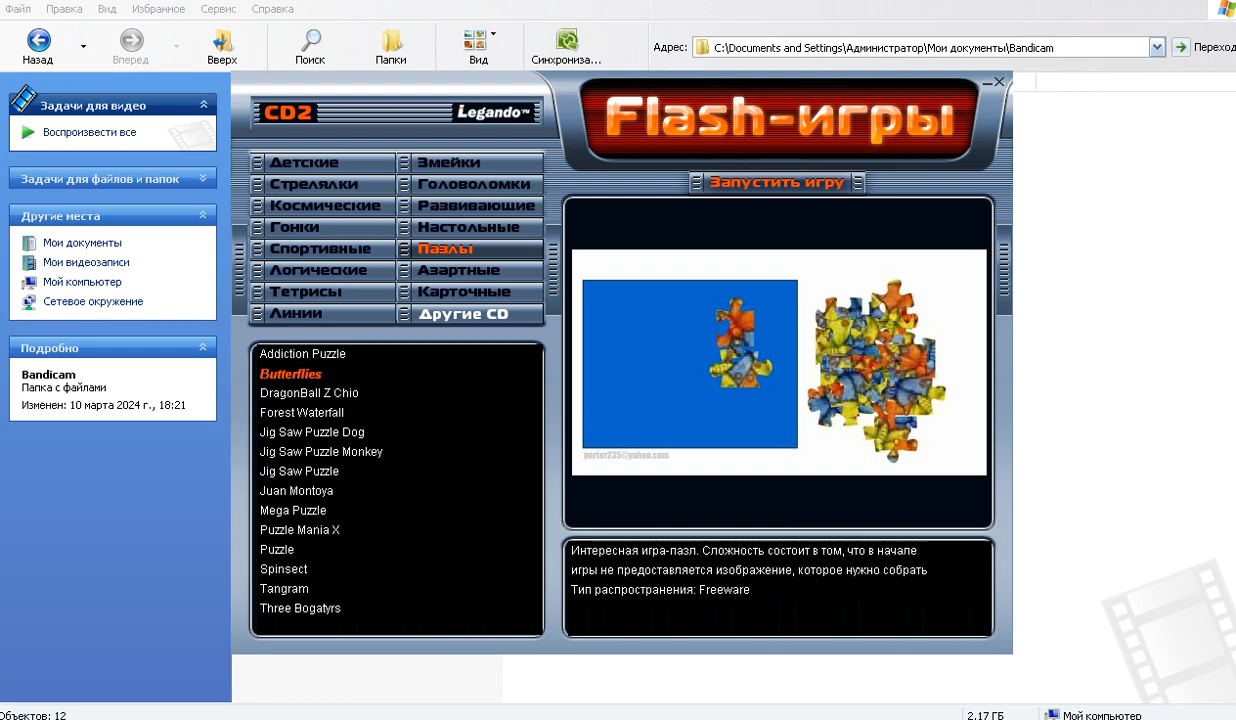 Файл Правка Вид Избранное Сервис Справка
Назад Вперед Вверх Поиск Папки Вид Синхрониза...
Адрес: C:\Documents and Settings\Администратор\Мои документы\Bandicam Переход
Задачи для видео
Воспроизвести все
Задачи для файлов и папок
Другие места
Мои документы
Мои видеозаписи
Мой компьютер
Сетевое окружение
Подробно
Bandicam
Папка с файлами
Изменен: 10 марта 2024 г., 18:21
CD2 Legando™
Flash-игры
Детские Змейки
Стрелялки Головоломки
Космические Развивающие
Гонки Настольные
Спортивные Пазлы
Логические Азартные
Тетрисы Карточные
Линии Другие CD
Запустить игру
Addiction Puzzle
Butterflies
DragonBall Z Chio
Forest Waterfall
Jig Saw Puzzle Dog
Jig Saw Puzzle Monkey
Jig Saw Puzzle
Juan Montoya
Mega Puzzle
Puzzle Mania X
Puzzle
Spinsect
Tangram
Three Bogatyrs
porter235@yahoo.com
Интересная игра-пазл. Сложность состоит в том, что в начале
игры не предоставляется изображение, которое нужно собрать
Тип распространения: Freeware
Объектов: 12 2,17 ГБ Мой компьютер